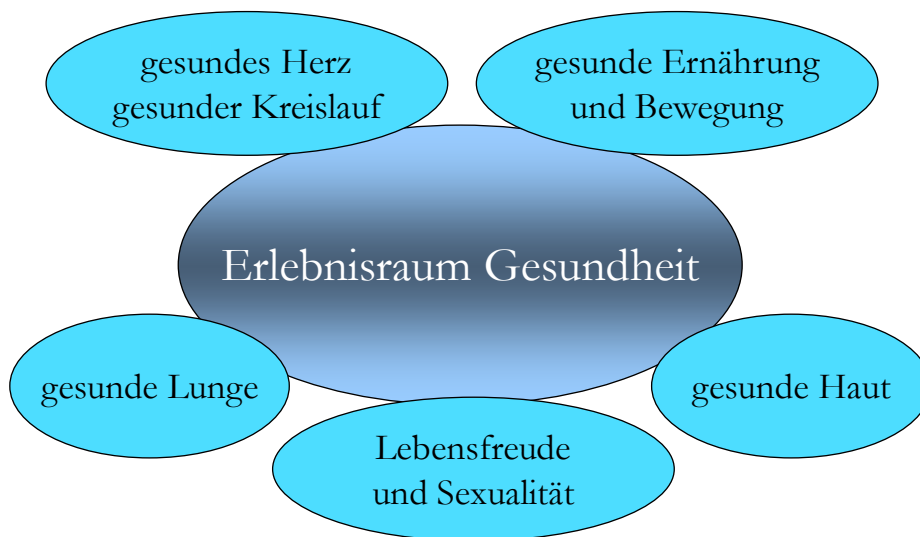 gesundes Herz
gesunder Kreislauf
gesunde Ernährung
und Bewegung
Erlebnisraum Gesundheit
gesunde Lunge
gesunde Haut
Lebensfreude
und Sexualität